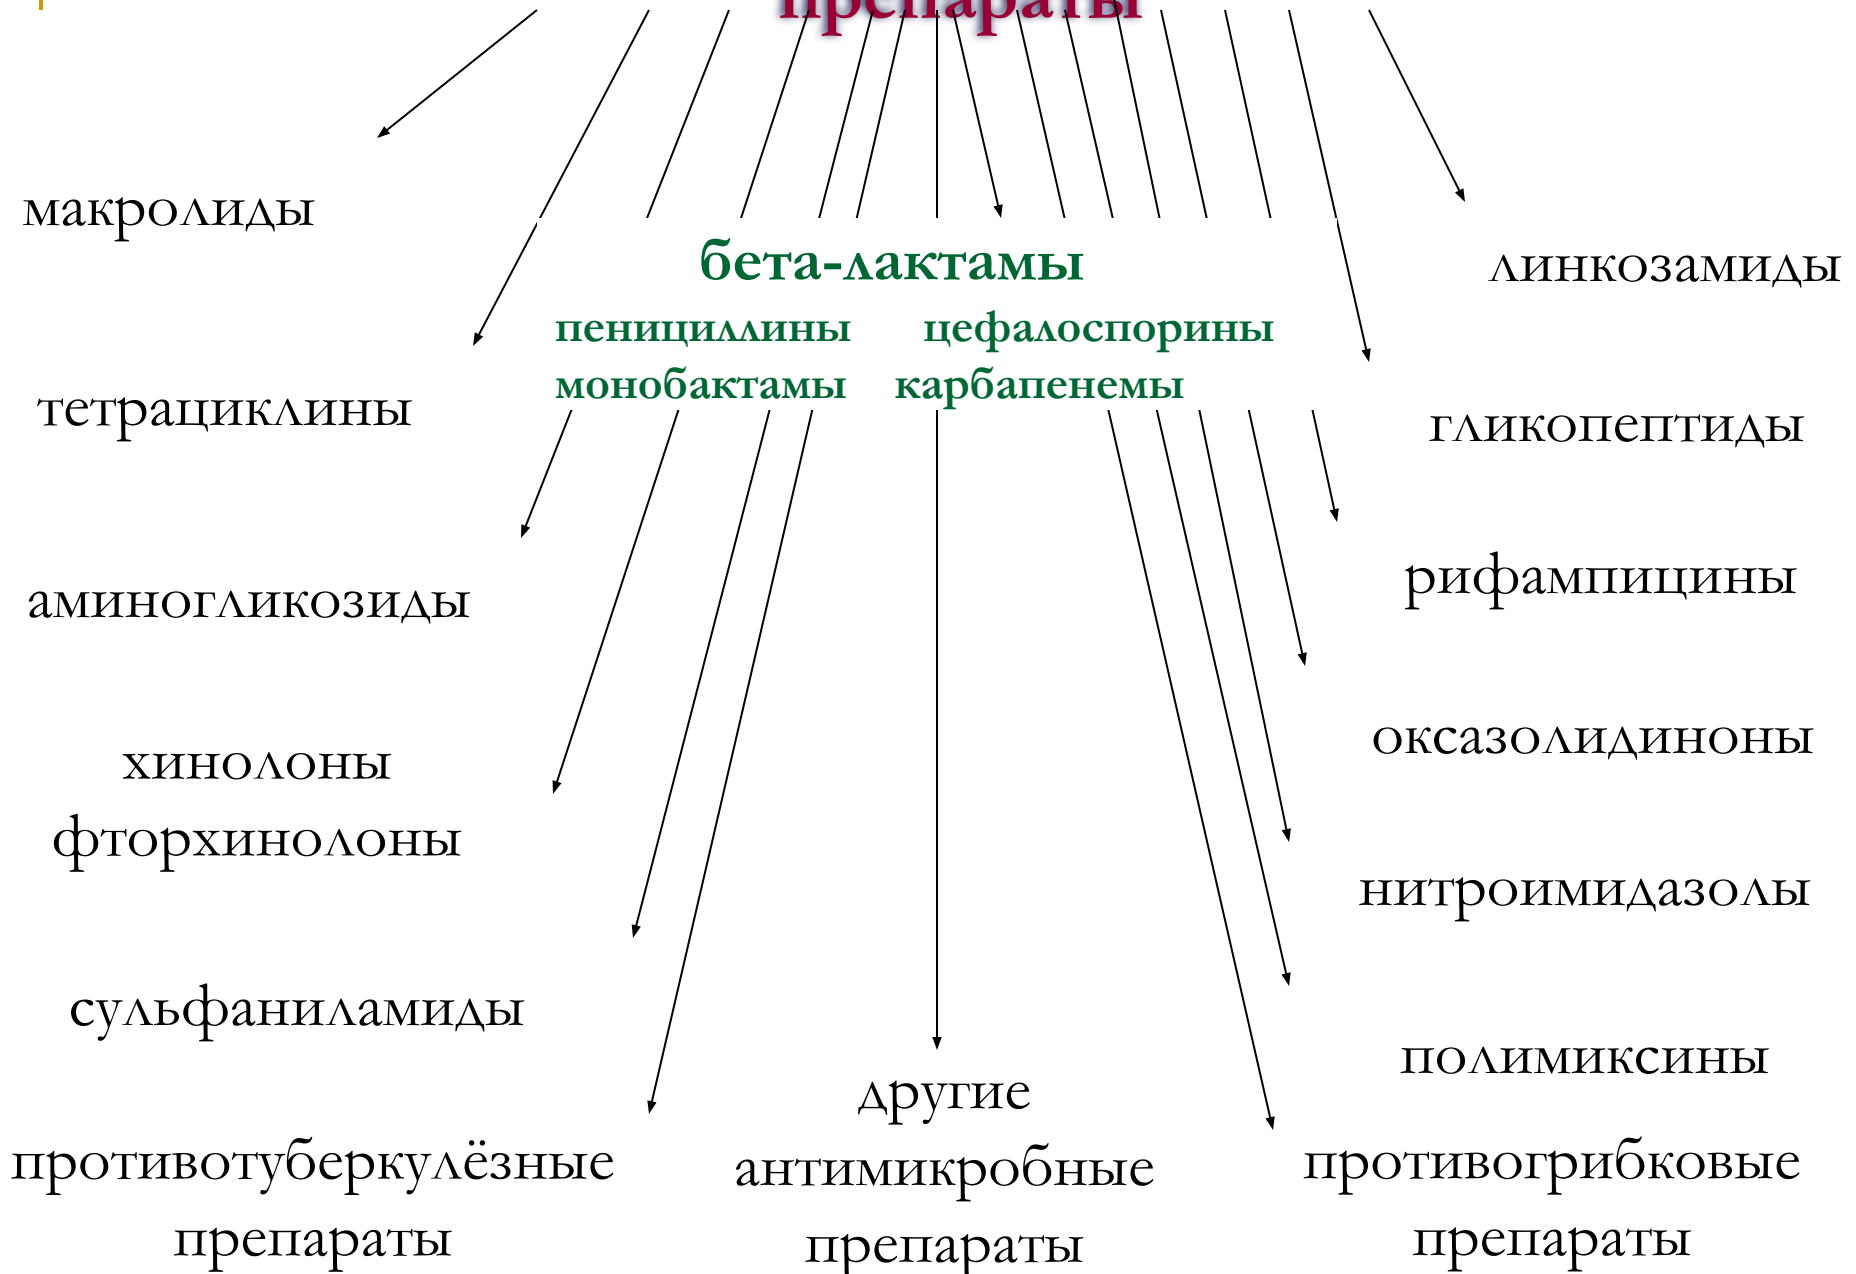 препараты
макролиды
бета-лактамы
линкозамиды
пенициллины цефалоспорины
монобактамы карбапенемы
тетрациклины
гликопептиды
аминогликозиды
рифампицины
хинолоны
фторхинолоны
оксазолидиноны
нитроимидазолы
сульфаниламиды
полимиксины
противотуберкулёзные
препараты
другие
антимикробные
препараты
противогрибковые
препараты